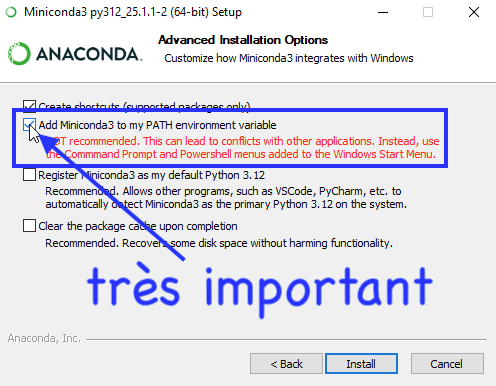 Miniconda3 py312_25.1.1-2 (64-bit) Setup
ANACONDA.
Advanced Installation Options
Customize how Miniconda3 integrates with Windows
Create shortcuts (supported packages only)
Add Miniconda3 to my PATH environment variable
NOT recommended. This can lead to conflicts with other applications. Instead, use
the Commmand Prompt and Powershell menus added to the Windows Start Menu.
Register Miniconda3 as my default Python 3.12
Recommended. Allows other programs, such as VSCode, PyCharm, etc. to
automatically detect Miniconda3 as the primary Python 3.12 on the system.
Clear the package cache upon completion
Recommended. Recovers some disk space without harming functionality.
très important
Anaconda, Inc.
< Back
Install
Cancel